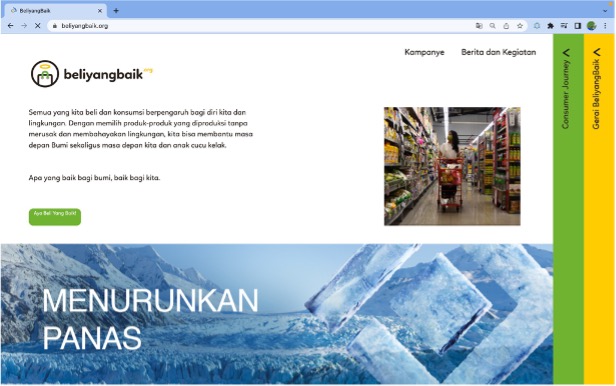 BeliyangBaik
beliyangbaik.org
Kampanye Berita dan Kegiatan
beliyangbaik.org
Semua yang kita beli dan konsumsi berpengaruh bagi diri kita dan
lingkungan. Dengan memilih produk-produk yang diproduksi tanpa
merusak dan membahayakan lingkungan, kita bisa membantu masa
depan Bumi sekaligus masa depan kita dan anak cucu kelak.
Apa yang baik bagi bumi, baik bagi kita.
Apa Beli Yang Baik?
MENURUNKAN
PANAS
Consumer Journey
Gerai BeliyangBaik